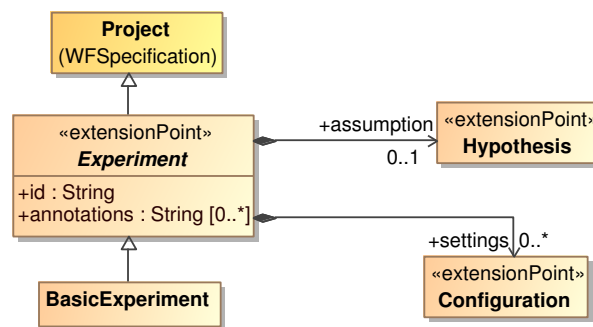 Project
(WFSpecification)
«extensionPoint»
Experiment
+id : String
+annotations : String [0..*]
BasicExperiment
+assumption
0..1
«extensionPoint»
Hypothesis
+settings 0..*
«extensionPoint»
Configuration